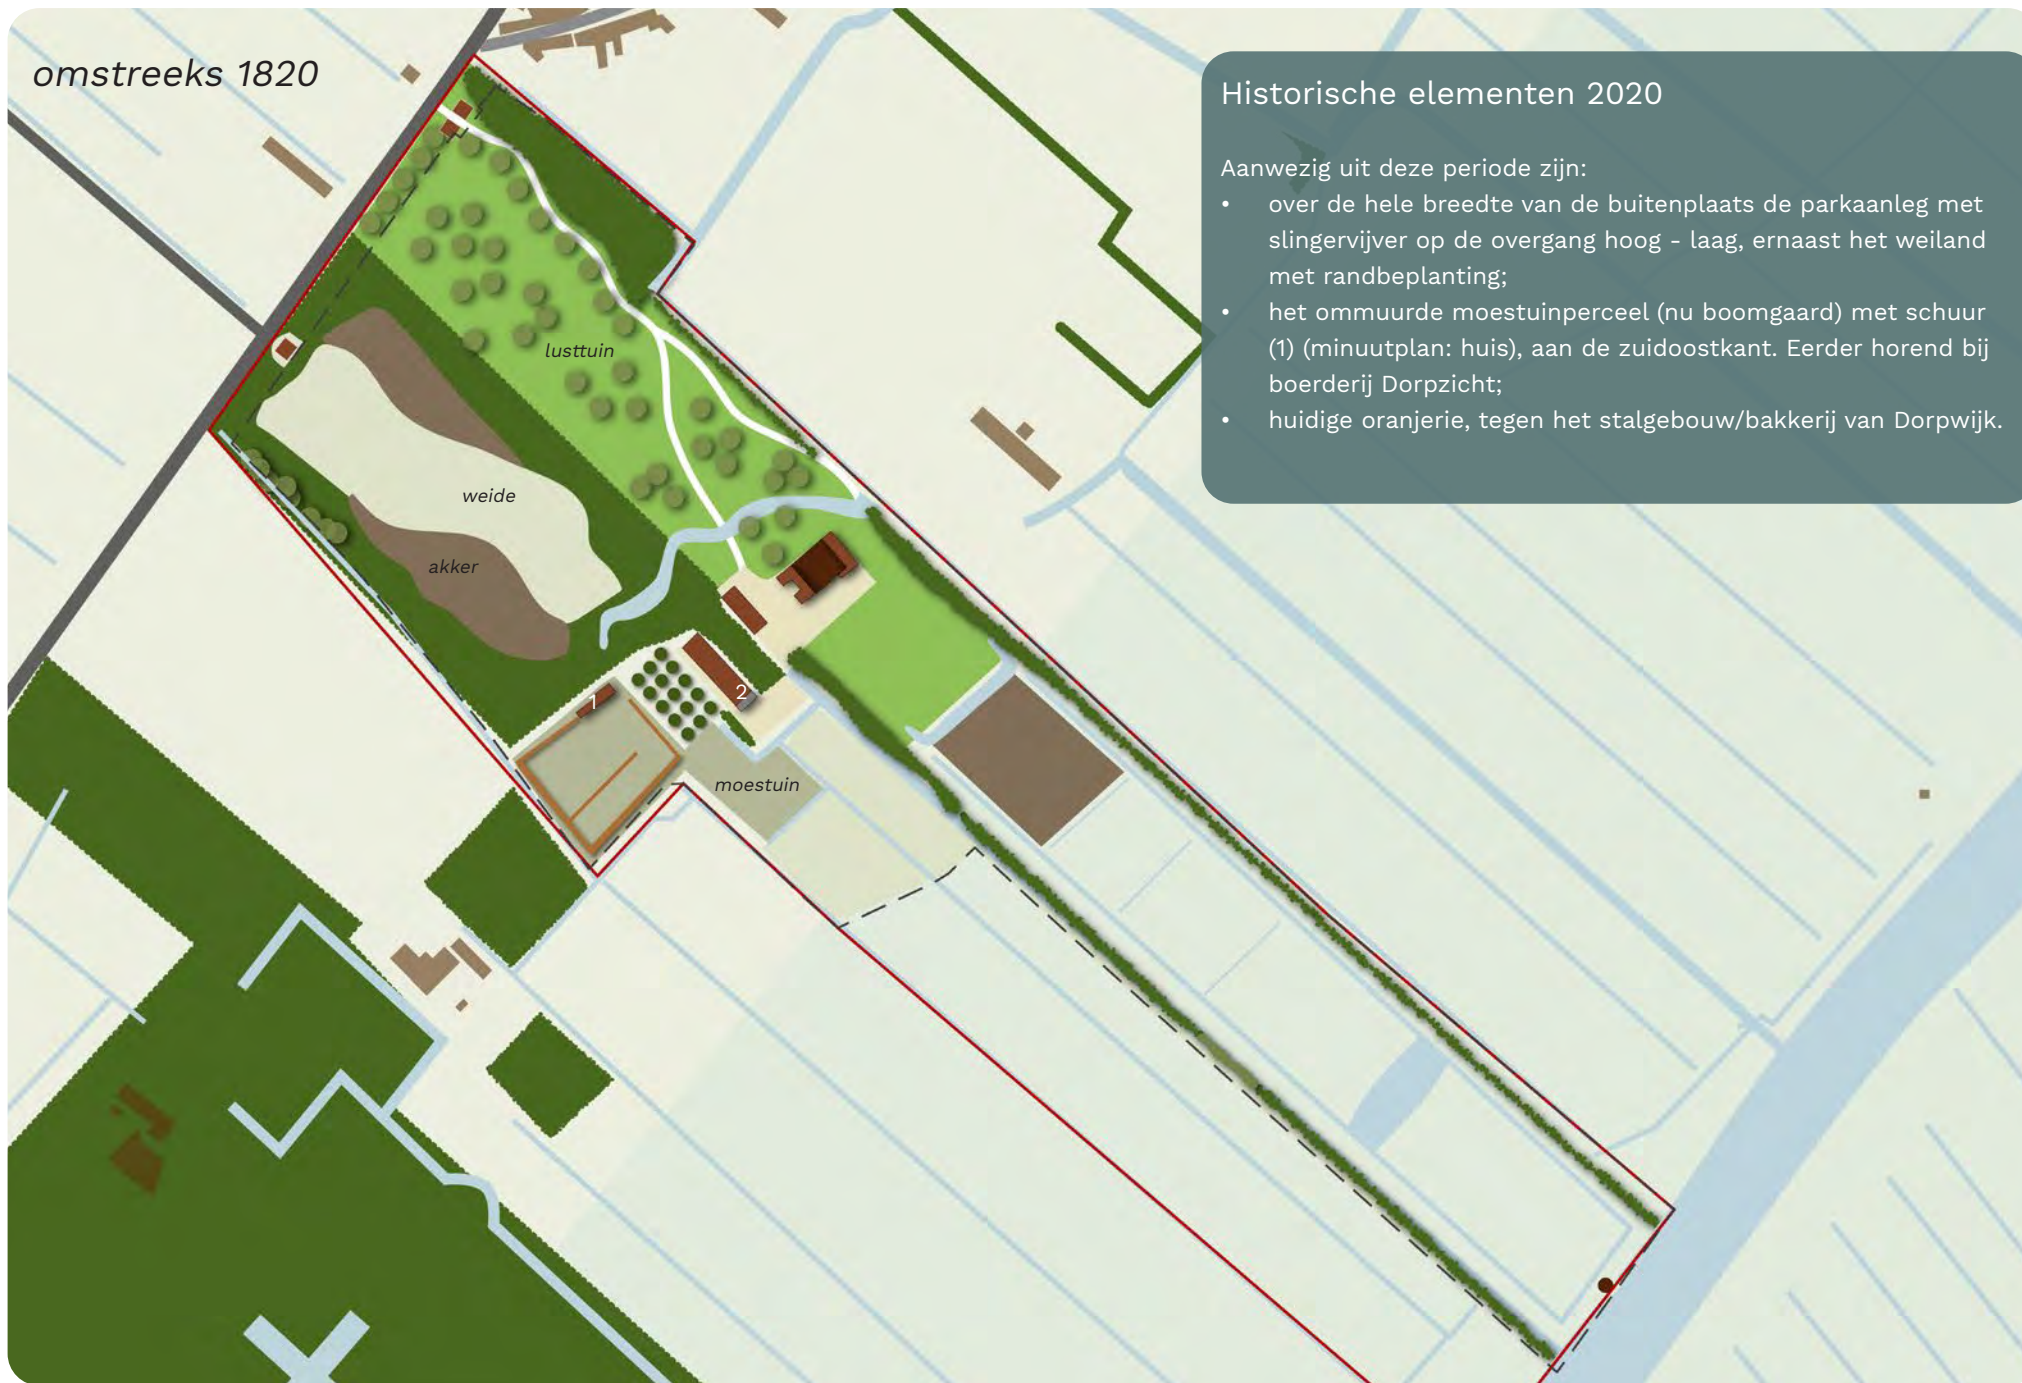 omstreeks 1820
Historische elementen 2020
Aanwezig uit deze periode zijn:
• over de hele breedte van de buitenplaats de parkaanleg met
slingervijver op de overgang hoog - laag, ernaast het weiland
met randbeplanting;
• het ommuurde moestuinperceel (nu boomgaard) met schuur
(1) (minuutplan: huis), aan de zuidoostkant. Eerder horend bij
boerderij Dorpzicht;
• huidige oranjerie, tegen het stalgebouw/bakkerij van Dorpwijk.
lusttuin
weide
akker
1
2
moestuin